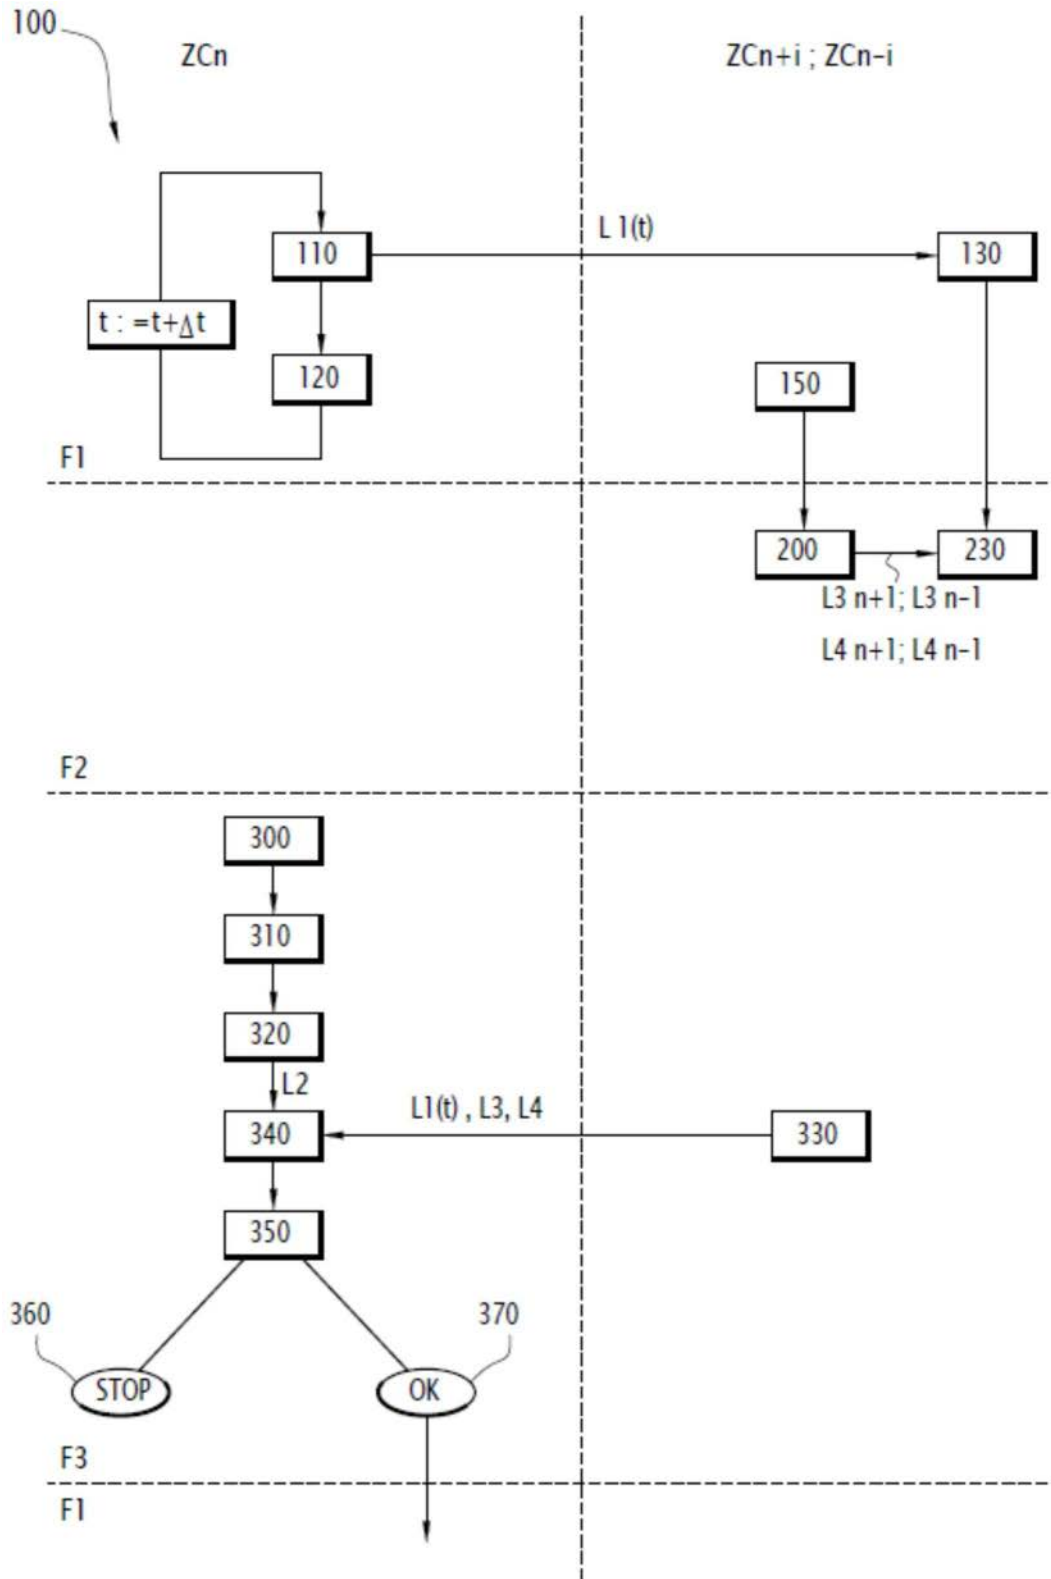 100
ZCn
ZCn+i ; ZCn-i
L 1(t)
110
130
t : =t+Δt
120
150
F1
200
230
L3 n+1; L3 n-1
L4 n+1; L4 n-1
F2
300
310
320
L2
L1(t) , L3, L4
340
330
350
360
370
STOP
OK
F3
F1